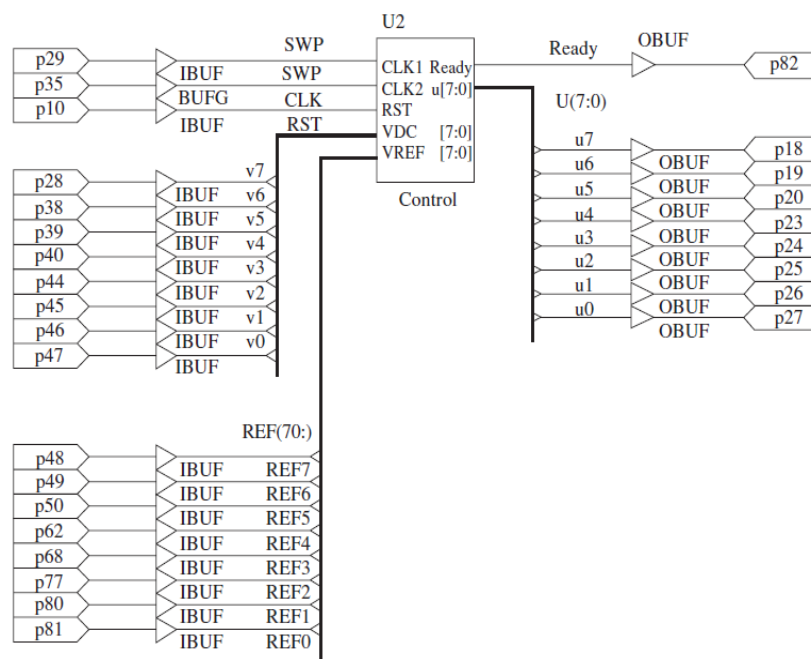 U2
p29 SWP OBUF
IBUF CLK1 Ready Ready p82
p35 SWP CLK2 u[7:0]
BUFG CLK RST U(7:0)
p10 VDC [7:0]
IBUF RST VREF [7:0]
Control
p28 v7 u7 p18
IBUF v6 u6 OBUF p19
p38 IBUF v5 u5 OBUF p20
p39 IBUF v4 u4 OBUF p23
p40 IBUF v3 u3 OBUF p24
p44 IBUF v2 u2 OBUF p25
p45 IBUF v1 u1 OBUF p26
p46 IBUF v0 u0 OBUF p27
p47 IBUF OBUF
REF(70:)
p48
IBUF REF7
p49
IBUF REF6
p50
IBUF REF5
p62
IBUF REF4
p68
IBUF REF3
p77
IBUF REF2
p80
IBUF REF1
p81
IBUF REF0